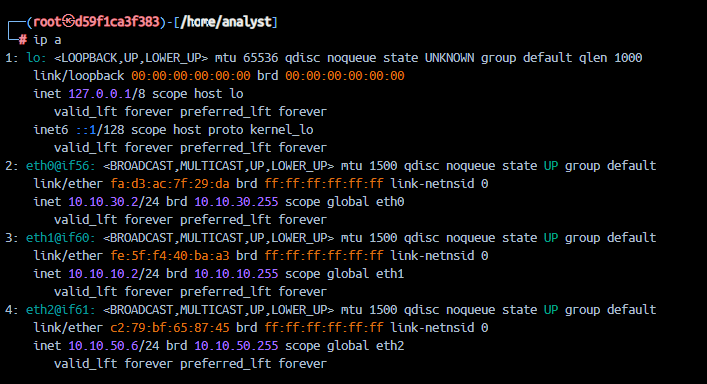 ┌──(root㉿d59f1ca3f383)-[/home/analyst]
└─# ip a
1: lo: <LOOPBACK,UP,LOWER_UP> mtu 65536 qdisc noqueue state UNKNOWN group default qlen 1000
    link/loopback 00:00:00:00:00:00 brd 00:00:00:00:00:00
    inet 127.0.0.1/8 scope host lo
       valid_lft forever preferred_lft forever
    inet6 ::1/128 scope host proto kernel_lo
       valid_lft forever preferred_lft forever
2: eth0@if56: <BROADCAST,MULTICAST,UP,LOWER_UP> mtu 1500 qdisc noqueue state UP group default
    link/ether fa:d3:ac:7f:29:da brd ff:ff:ff:ff:ff:ff link-netnsid 0
    inet 10.10.30.2/24 brd 10.10.30.255 scope global eth0
       valid_lft forever preferred_lft forever
3: eth1@if60: <BROADCAST,MULTICAST,UP,LOWER_UP> mtu 1500 qdisc noqueue state UP group default
    link/ether fe:5f:f4:40:ba:a3 brd ff:ff:ff:ff:ff:ff link-netnsid 0
    inet 10.10.10.2/24 brd 10.10.10.255 scope global eth1
       valid_lft forever preferred_lft forever
4: eth2@if61: <BROADCAST,MULTICAST,UP,LOWER_UP> mtu 1500 qdisc noqueue state UP group default
    link/ether c2:79:bf:65:87:45 brd ff:ff:ff:ff:ff:ff link-netnsid 0
    inet 10.10.50.6/24 brd 10.10.50.255 scope global eth2
       valid_lft forever preferred_lft forever